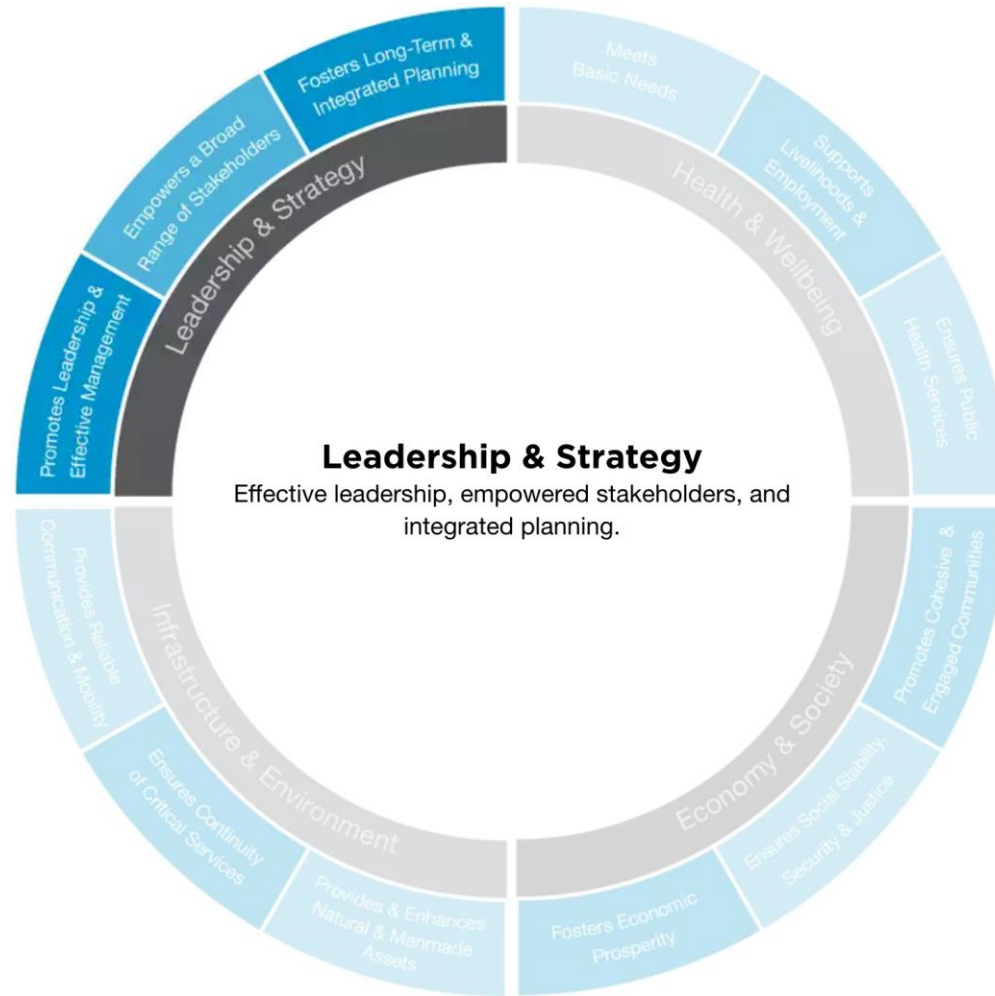 Fosters Long-Term &
Integrated Planning
Empowers a Broad
Range of Stakeholders
Promotes Leadership &
Effective Management
Leadership & Strategy
Meets
Basic Needs
Supports
Livelihoods &
Employment
Ensures Public
Health Services
Health & Wellbeing
Leadership & Strategy
Effective leadership, empowered stakeholders, and
integrated planning.
Promotes Cohesive &
Engaged Communities
Ensures Social Stability,
Security & Justice
Fosters Economic
Prosperity
Economy & Society
Provides Reliable
Communication & Mobility
Ensures Continuity
of Critical Services
Provides & Enhances
Natural & Manmade
Assets
Infrastructure & Environment